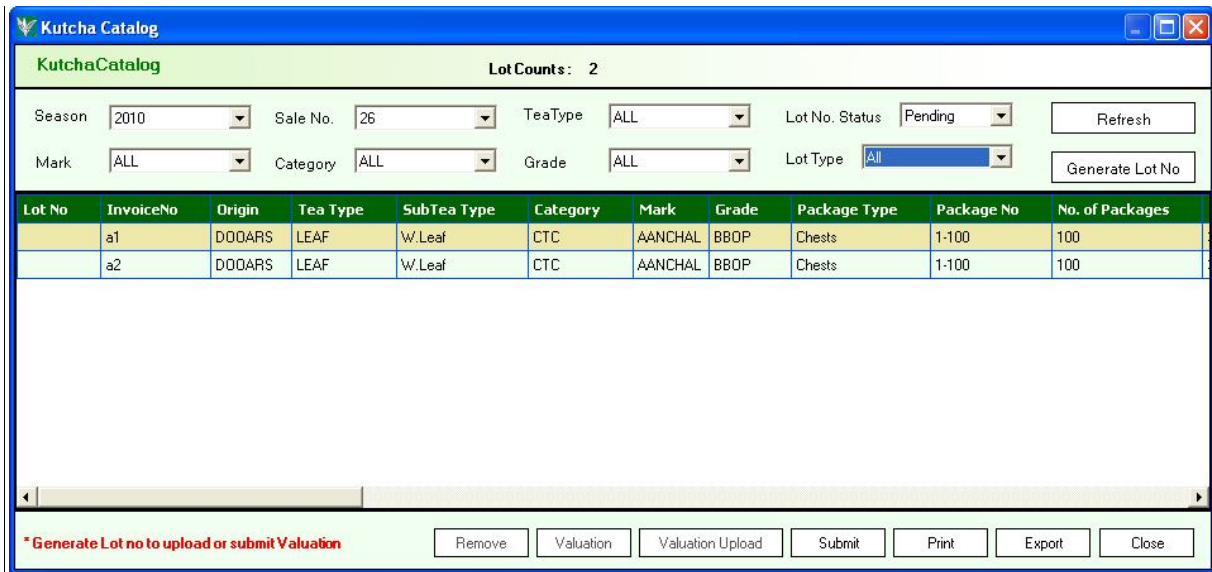 Kutcha Catalog
KutchaCatalog Lot Counts: 2
Season 2010 Sale No. 26 TeaType ALL Lot No. Status Pending Refresh
Mark ALL Category ALL Grade ALL Lot Type All Generate Lot No
Lot No InvoiceNo Origin Tea Type SubTea Type Category Mark Grade Package Type Package No No. of Packages
a1 DOOARS LEAF W.Leaf CTC AANCHAL BBOP Chests 1-100 100
a2 DOOARS LEAF W.Leaf CTC AANCHAL BBOP Chests 1-100 100
* Generate Lot no to upload or submit Valuation Remove Valuation Valuation Upload Submit Print Export Close